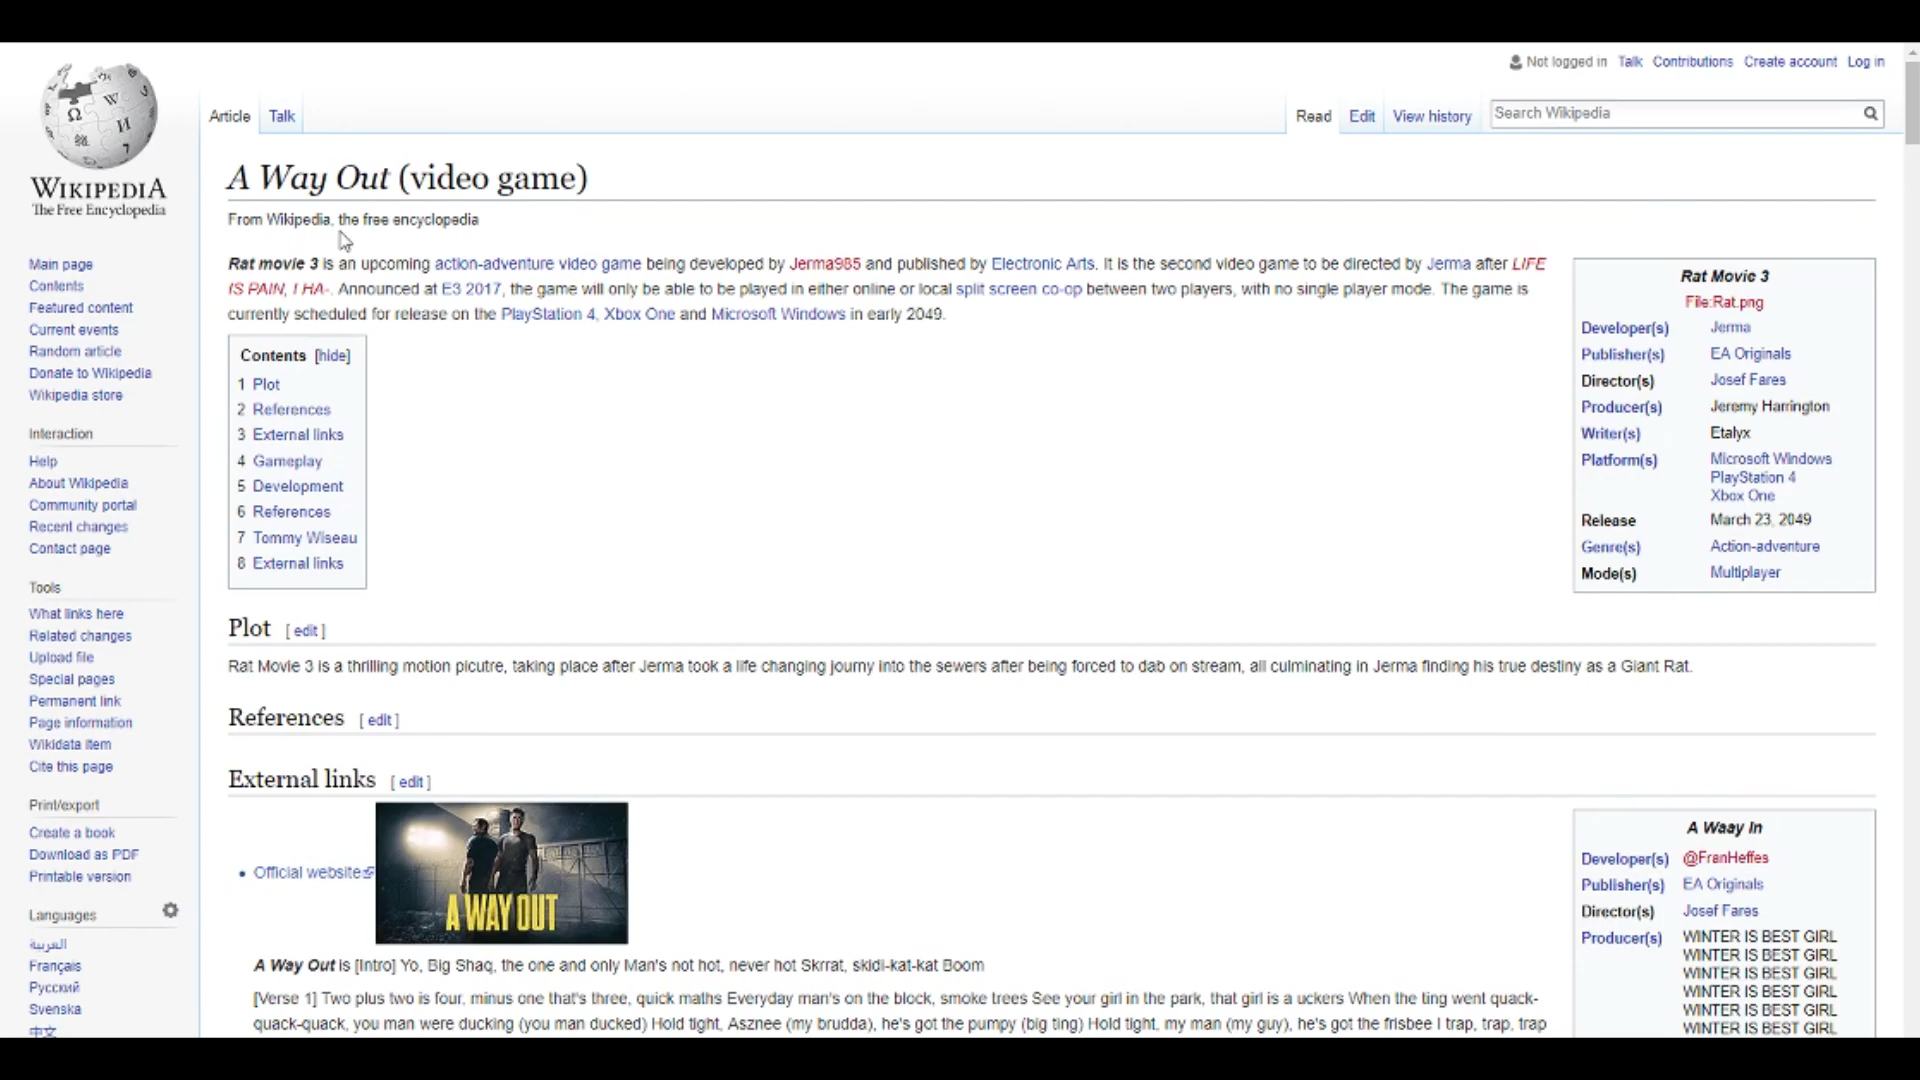 Not logged in Talk Contributions Create account Log in
Article Talk Read Edit View history Search Wikipedia
WIKIPEDIA
The Free Encyclopedia
Main page
Contents
Featured content
Current events
Random article
Donate to Wikipedia
Wikipedia store
Interaction
Help
About Wikipedia
Community portal
Recent changes
Contact page
Tools
What links here
Related changes
Upload file
Special pages
Permanent link
Page information
Wikidata item
Cite this page
Print/export
Create a book
Download as PDF
Printable version
Languages
العربية
Français
Русский
Svenska
中文
A Way Out (video game)
From Wikipedia, the free encyclopedia
Rat movie 3 is an upcoming action-adventure video game being developed by Jerma985 and published by Electronic Arts. It is the second video game to be directed by Jerma after LIFE
IS PAIN, I HA-. Announced at E3 2017, the game will only be able to be played in either online or local split screen co-op between two players, with no single player mode. The game is
currently scheduled for release on the PlayStation 4, Xbox One and Microsoft Windows in early 2049.
Contents [hide]
1 Plot
2 References
3 External links
4 Gameplay
5 Development
6 References
7 Tommy Wiseau
8 External links
Rat Movie 3
File:Rat.png
Developer(s) Jerma
Publisher(s) EA Originals
Director(s) Josef Fares
Producer(s) Jeremy Harrington
Writer(s) Etalyx
Platform(s) Microsoft Windows
PlayStation 4
Xbox One
Release March 23, 2049
Genre(s) Action-adventure
Mode(s) Multiplayer
Plot [ edit ]
Rat Movie 3 is a thrilling motion picutre, taking place after Jerma took a life changing journy into the sewers after being forced to dab on stream, all culminating in Jerma finding his true destiny as a Giant Rat.
References [ edit ]
External links [ edit ]
• Official website
A WAY OUT
A Way Out is [Intro] Yo, Big Shaq, the one and only Man's not hot, never hot Skrrat, skidi-kat-kat Boom
[Verse 1] Two plus two is four, minus one that's three, quick maths Everyday man's on the block, smoke trees See your girl in the park, that girl is a uckers When the ting went quack-
quack-quack, you man were ducking (you man ducked) Hold tight, Asznee (my brudda), he's got the pumpy (big ting) Hold tight, my man (my guy), he's got the frisbee I trap, trap, trap
A Waay In
Developer(s) @FranHeffes
Publisher(s) EA Originals
Director(s) Josef Fares
Producer(s) WINTER IS BEST GIRL
WINTER IS BEST GIRL
WINTER IS BEST GIRL
WINTER IS BEST GIRL
WINTER IS BEST GIRL
WINTER IS BEST GIRL